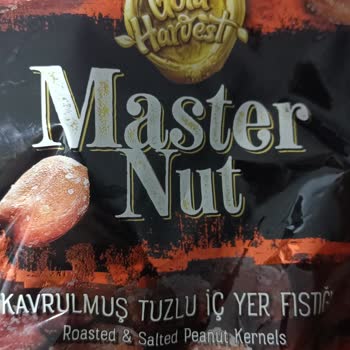 Gold
Harvest
Master
Nut
KAVRULMUŞ TUZLU İÇ YER FISTIĞI
Roasted & Salted Peanut Kernels